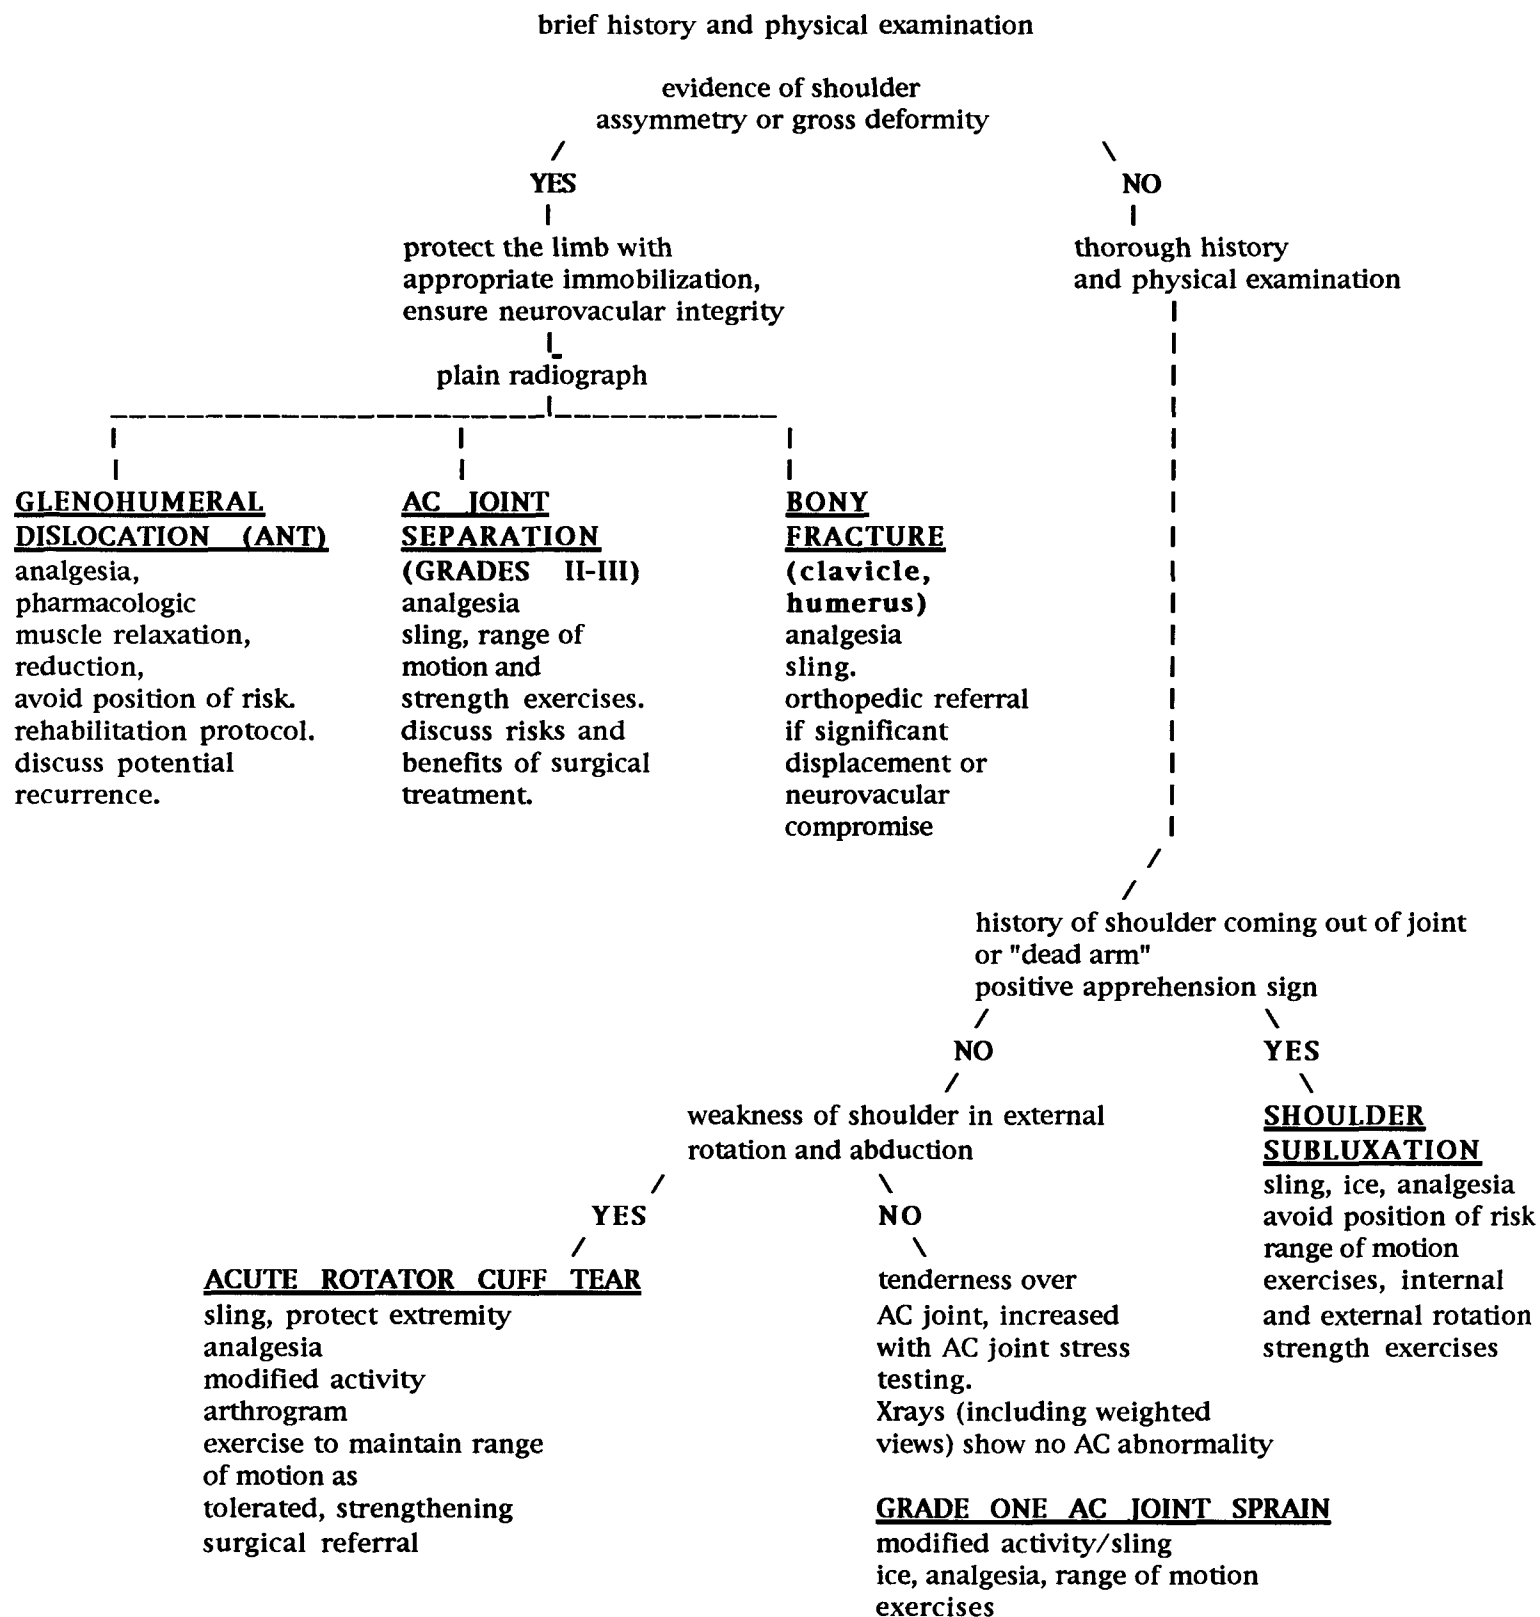 brief history and physical examination
evidence of shoulder
assymmetry or gross deformity
YES
NO
protect the limb with
appropriate immobilization,
ensure neurovacular integrity
thorough history
and physical examination
plain radiograph
GLENOHUMERAL
DISLOCATION (ANT)
analgesia,
pharmacologic
muscle relaxation,
reduction,
avoid position of risk.
rehabilitation protocol.
discuss potential
recurrence.
AC JOINT
SEPARATION
(GRADES II-III)
analgesia
sling, range of
motion and
strength exercises.
discuss risks and
benefits of surgical
treatment.
BONY
FRACTURE
(clavicle,
humerus)
analgesia
sling.
orthopedic referral
if significant
displacement or
neurovacular
compromise
history of shoulder coming out of joint
or "dead arm"
positive apprehension sign
NO
YES
weakness of shoulder in external
rotation and abduction
SHOULDER
SUBLUXATION
sling, ice, analgesia
avoid position of risk
range of motion
exercises, internal
and external rotation
strength exercises
YES
NO
ACUTE ROTATOR CUFF TEAR
sling, protect extremity
analgesia
modified activity
arthrogram
exercise to maintain range
of motion as
tolerated, strengthening
surgical referral
tenderness over
AC joint, increased
with AC joint stress
testing.
Xrays (including weighted
views) show no AC abnormality
GRADE ONE AC JOINT SPRAIN
modified activity/sling
ice, analgesia, range of motion
exercises